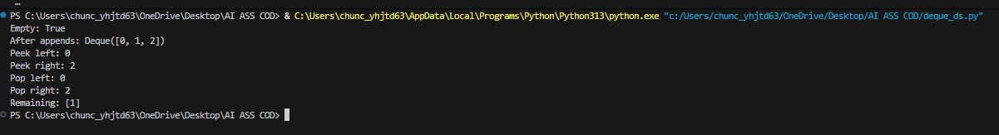 ...
PS C:\Users\chunc_yhjtd63\OneDrive\Desktop\AI ASS COD> & C:\Users\chunc_yhjtd63\AppData\Local\Programs\Python\Python313\python.exe "c:/Users/chunc_yhjtd63/OneDrive/Desktop/AI ASS COD/deque_ds.py"
Empty: True
After appends: Deque([0, 1, 2])
Peek left: 0
Peek right: 2
Pop left: 0
Pop right: 2
Remaining: [1]
PS C:\Users\chunc_yhjtd63\OneDrive\Desktop\AI ASS COD>